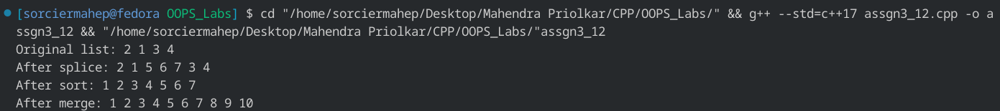 [sorciermahep@fedora OOPS_Labs] $ cd "/home/sorciermahep/Desktop/Mahendra Priolkar/CPP/OOPS_Labs/" && g++ --std=c++17 assgn3_12.cpp -o a
ssgn3_12 && "/home/sorciermahep/Desktop/Mahendra Priolkar/CPP/OOPS_Labs/"assgn3_12
Original list: 2 1 3 4
After splice: 2 1 5 6 7 3 4
After sort: 1 2 3 4 5 6 7
After merge: 1 2 3 4 5 6 7 8 9 10